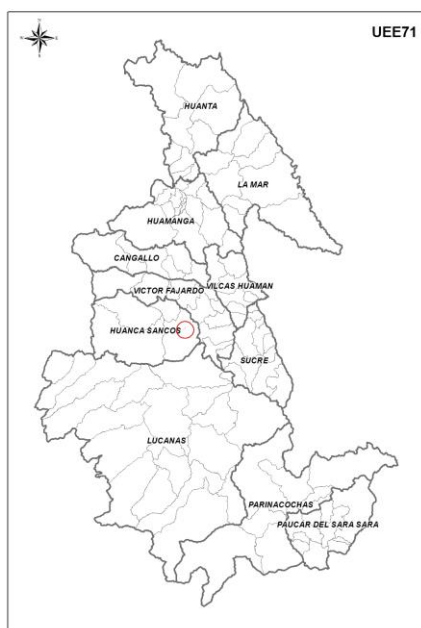 UEE71
HUANTA
LA MAR
HUAMANGA
CANGALLO
VICTOR FAJARDO
VILCAS HUAMAN
HUANCA SANCOS
SUCRE
LUCANAS
PARINACOCHAS
PAUCAR DEL SARA SARA